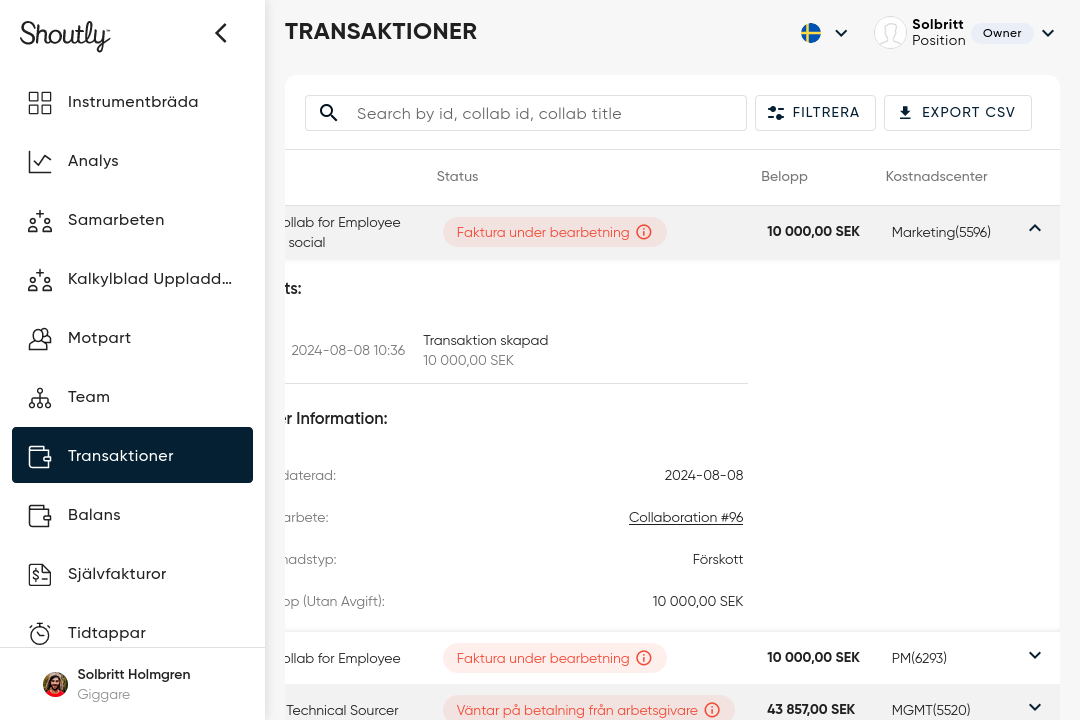 Shoutly
Instrumentbräda
Analys
Samarbeten
Kalkylblad Uppladd...
Motpart
Team
Transaktioner
Balans
Självfakturor
Tidtappar
Solbritt Holmgren
Giggare
TRANSAKTIONER
Solbritt
Position
Owner
Search by id, collab id, collab title
FILTRERA
EXPORT CSV
Status
Belopp
Kostnadscenter
ollab for Employee
social
Faktura under bearbetning
10 000,00 SEK
Marketing(5596)
ts:
2024-08-08 10:36
Transaktion skapad
10 000,00 SEK
er Information:
daterad:
2024-08-08
arbete:
Collaboration #96
nadstyp:
Förskott
pp (Utan Avgift):
10 000,00 SEK
ollab for Employee
Faktura under bearbetning
10 000,00 SEK
PM(6293)
Technical Sourcer
Väntar på betalning från arbetsgivare
43 857,00 SEK
MGMT(5520)